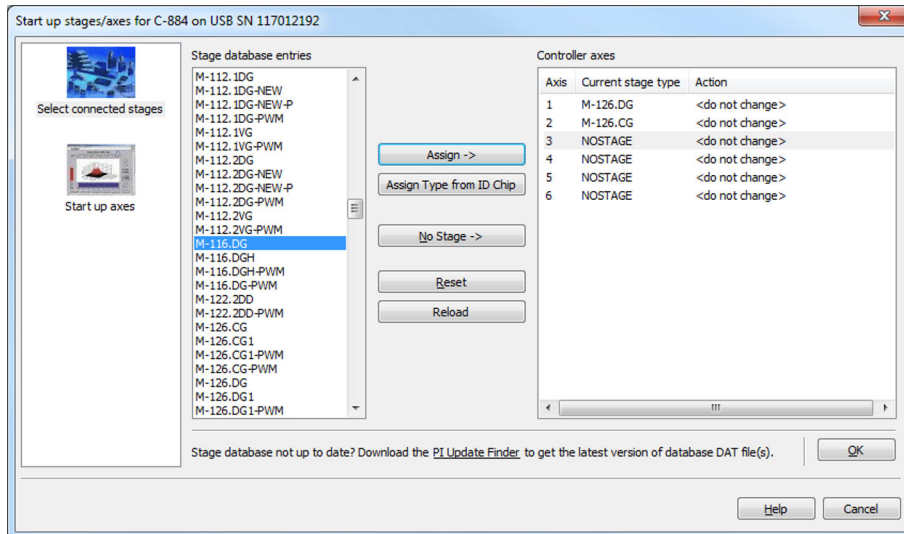 Start up stages/axes for C-884 on USB SN 117012192
Select connected stages
Start up axes
Stage database entries
M-112.1DG
M-112.1DG-NEW
M-112.1DG-NEW-P
M-112.1DG-PWM
M-112.1VG
M-112.1VG-PWM
M-112.2DG
M-112.2DG-NEW
M-112.2DG-NEW-P
M-112.2DG-PWM
M-112.2VG
M-112.2VG-PWM
M-116.DG
M-116.DGH
M-116.DGH-PWM
M-116.DG-PWM
M-122.2DD
M-122.2DD-PWM
M-126.CG
M-126.CG1
M-126.CG1-PWM
M-126.CG-PWM
M-126.DG
M-126.DG1
M-126.DG1-PWM
Assign ->
Assign Type from ID Chip
No Stage ->
Reset
Reload
Controller axes
Axis Current stage type Action
1 M-126.DG <do not change>
2 M-126.CG <do not change>
3 NOSTAGE <do not change>
4 NOSTAGE <do not change>
5 NOSTAGE <do not change>
6 NOSTAGE <do not change>
Stage database not up to date? Download the PI Update Finder to get the latest version of database DAT file(s).
OK
Help
Cancel